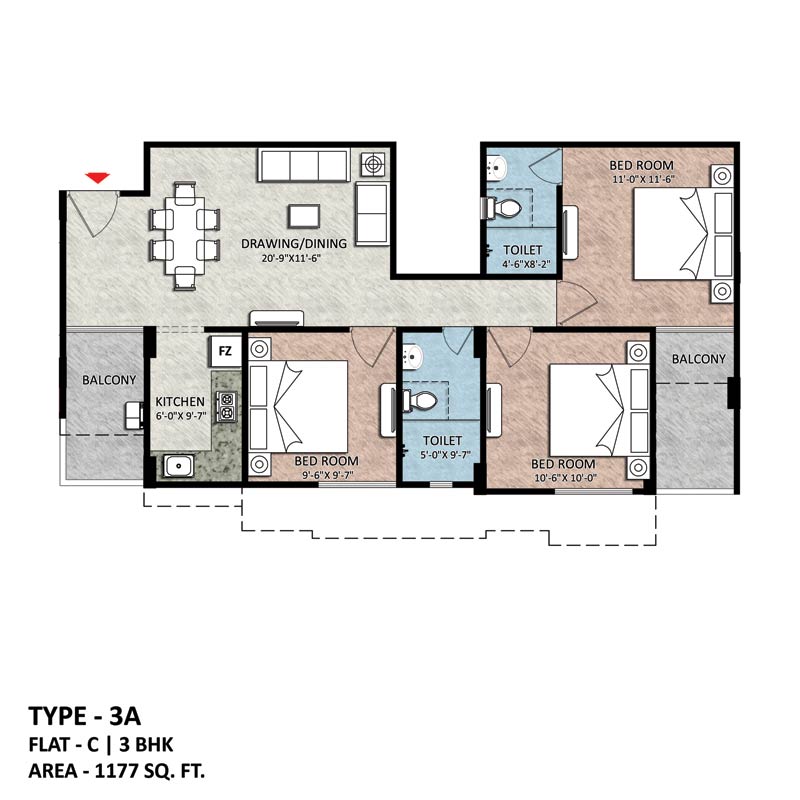 BED ROOM
11'-0" X 11'-6"
TOILET
4'-6"X8'-2"
DRAWING/DINING
20'-9"X11'-6"
FZ
BALCONY
KITCHEN
6'-0"X 9'-7"
BED ROOM
9'-6"X 9'-7"
TOILET
5'-0"X 9'-7"
BED ROOM
10'-6"X 10'-0"
BALCONY
TYPE - 3A
FLAT - C | 3 BHK
AREA - 1177 SQ. FT.